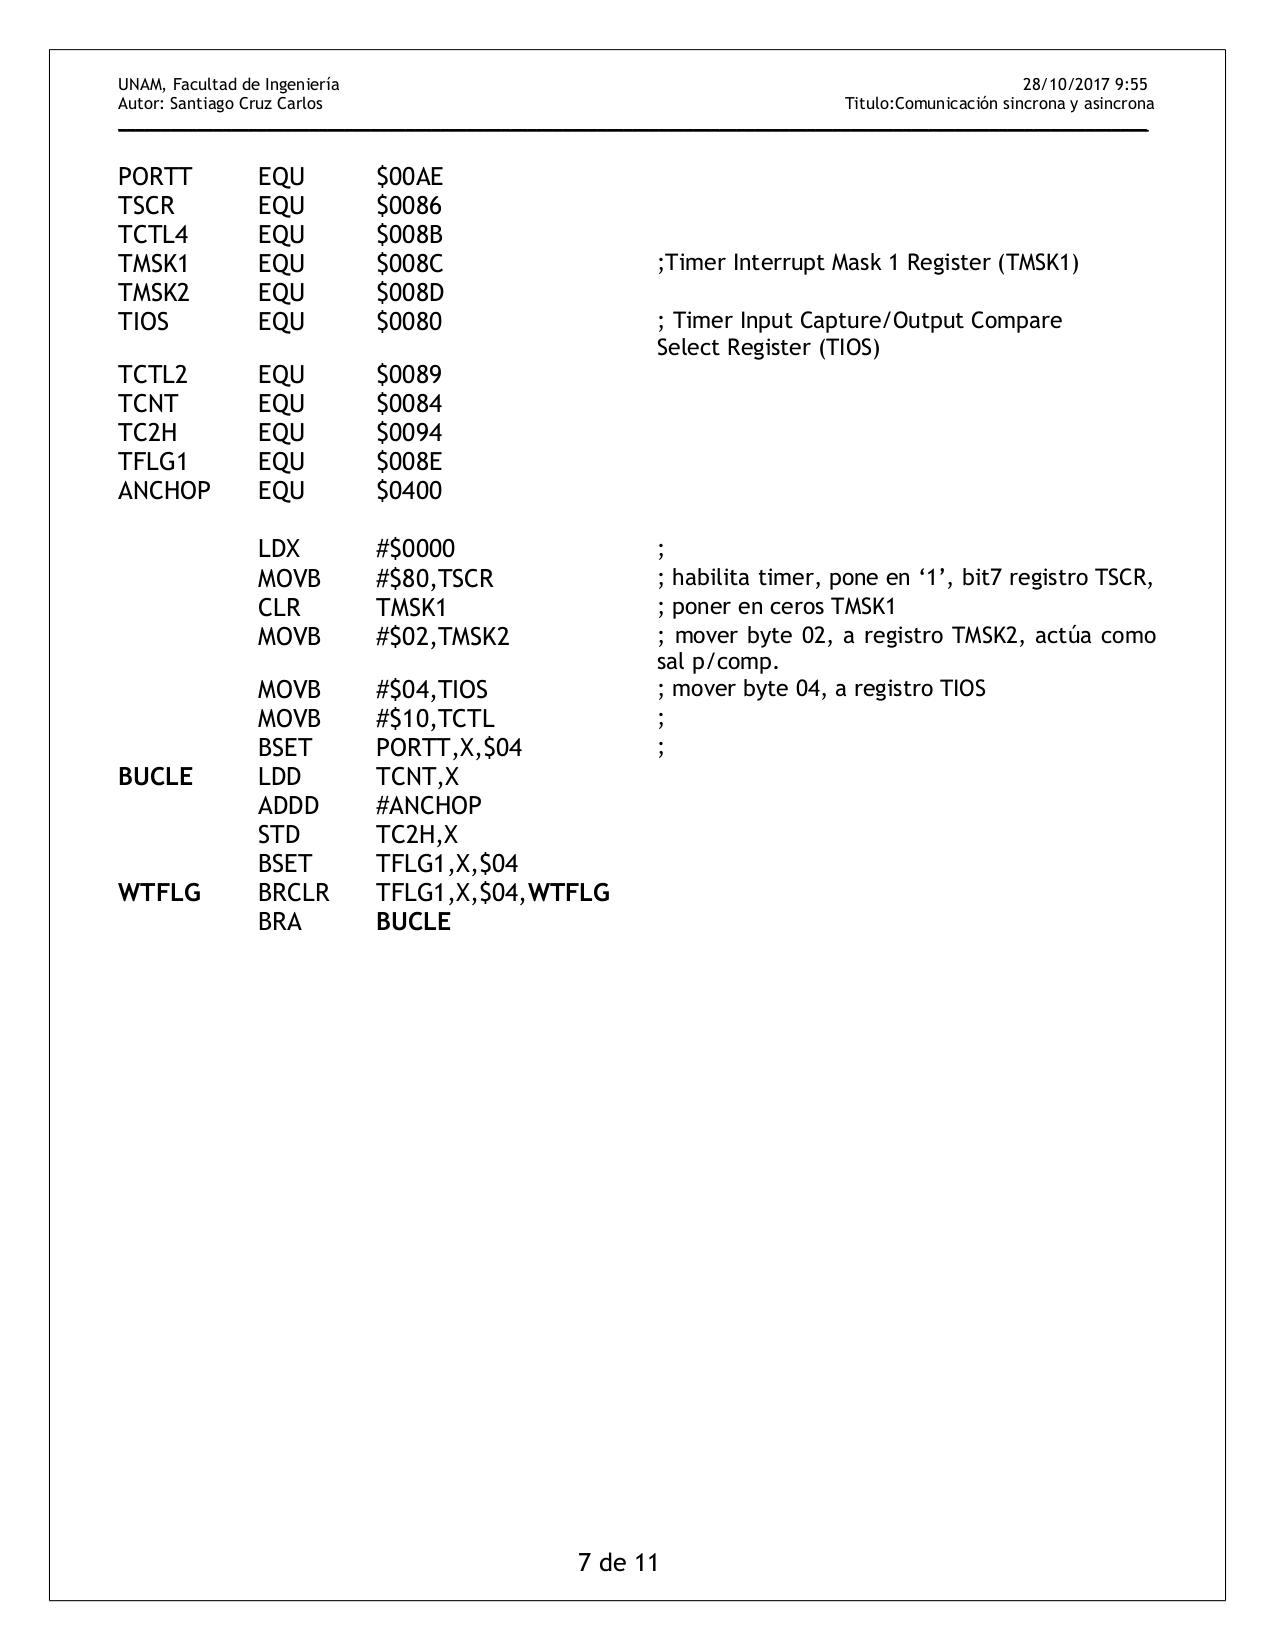 UNAM, Facultad de Ingeniería 28/10/2017 9:55
Autor: Santiago Cruz Carlos Titulo:Comunicación sincrona y asincrona
PORTT EQU $00AE
TSCR EQU $0086
TCTL4 EQU $008B
TMSK1 EQU $008C ;Timer Interrupt Mask 1 Register (TMSK1)
TMSK2 EQU $008D
TIOS EQU $0080 ; Timer Input Capture/Output Compare
Select Register (TIOS)
TCTL2 EQU $0089
TCNT EQU $0084
TC2H EQU $0094
TFLG1 EQU $008E
ANCHOP EQU $0400
LDX #$0000 ;
MOVB #$80,TSCR ; habilita timer, pone en ‘1’, bit7 registro TSCR,
CLR TMSK1 ; poner en ceros TMSK1
MOVB #$02,TMSK2 ; mover byte 02, a registro TMSK2, actúa como
sal p/comp.
MOVB #$04,TIOS ; mover byte 04, a registro TIOS
MOVB #$10,TCTL ;
BSET PORTT,X,$04 ;
BUCLE LDD TCNT,X
ADDD #ANCHOP
STD TC2H,X
BSET TFLG1,X,$04
WTFLG BRCLR TFLG1,X,$04,WTFLG
BRA BUCLE
7 de 11